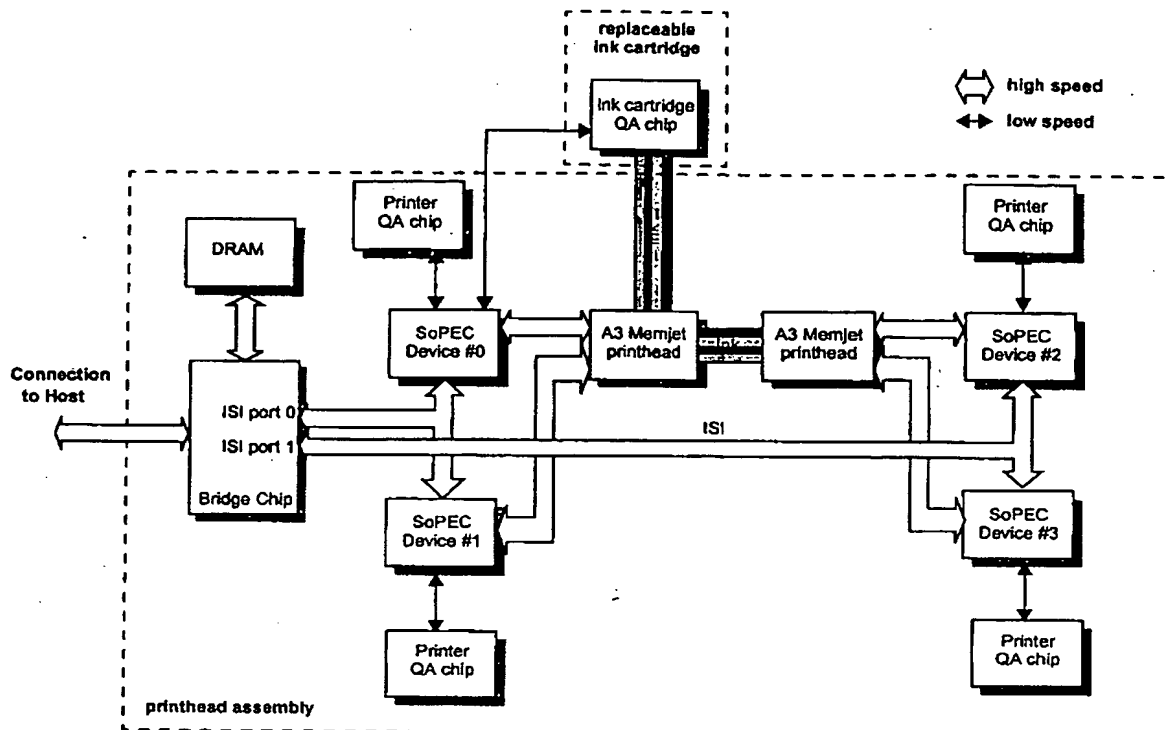 replaceable
ink cartridge
Ink cartridge
QA chip
high speed
low speed
Printer
QA chip
Printer
QA chip
DRAM
Ink
SoPEC
Device #0
A3 Memjet
printhead
Ink
A3 Memjet
printhead
SoPEC
Device #2
Connection
to Host
ISI port 0
ISI port 1
ISI
Bridge Chip
SoPEC
Device #1
SoPEC
Device #3
Printer
QA chip
Printer
QA chip
printhead assembly